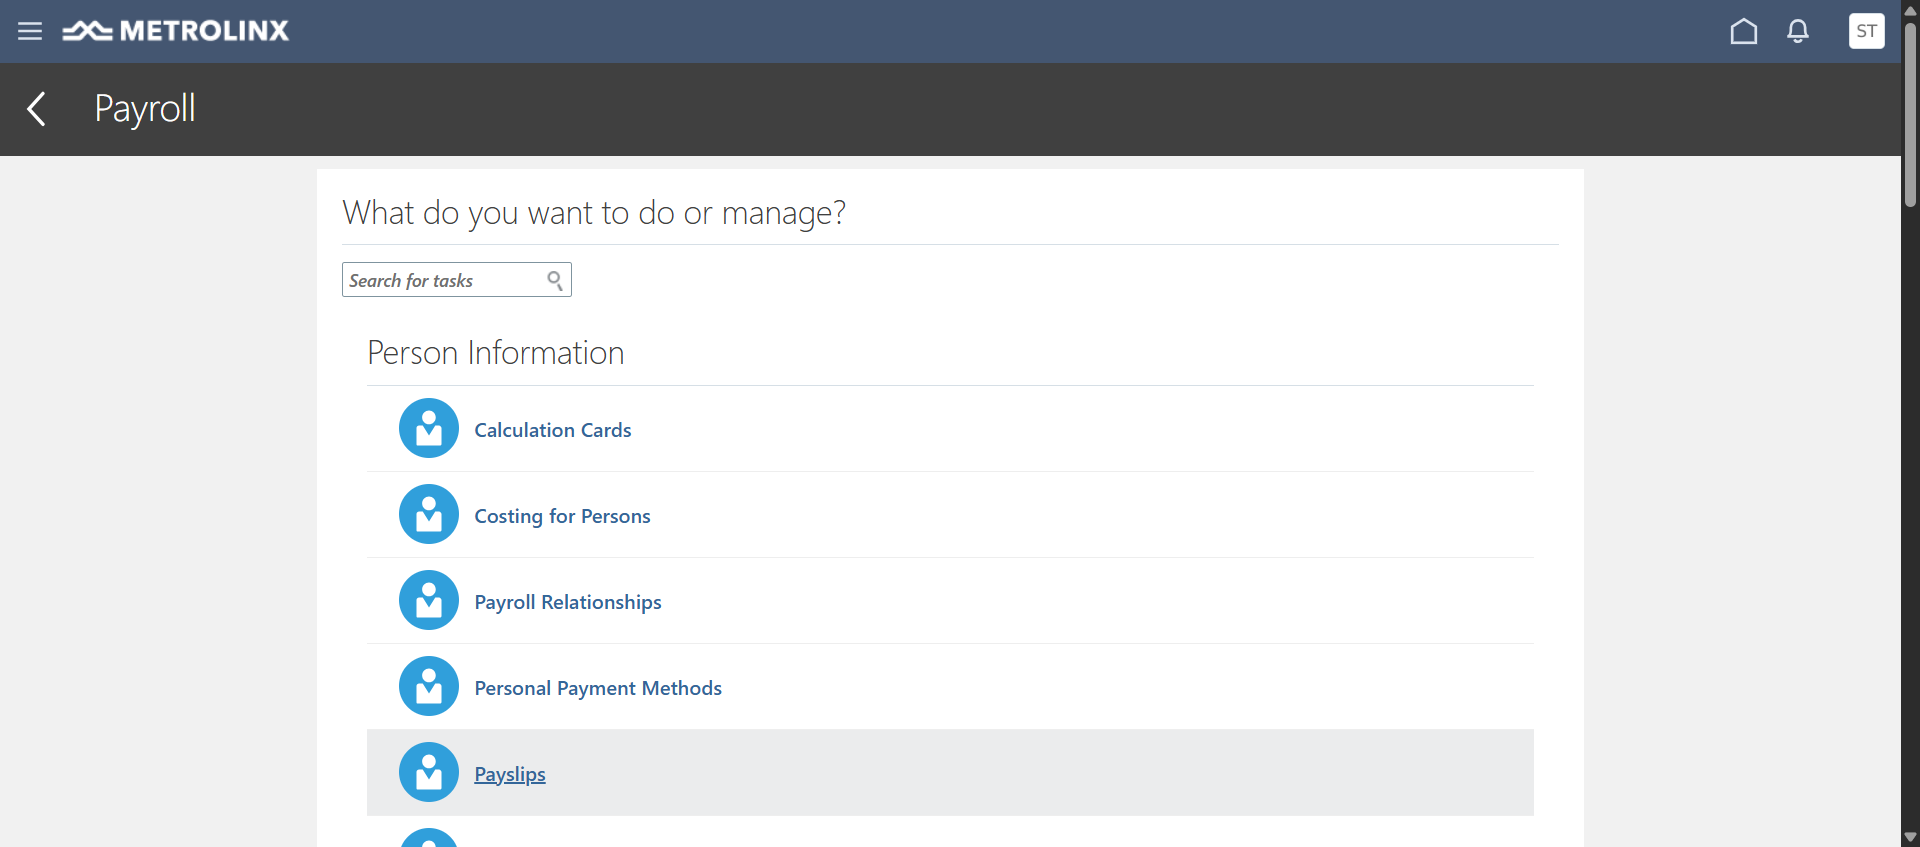 METROLINX
ST
Payroll
What do you want to do or manage?
Search for tasks
Person Information
Calculation Cards
Costing for Persons
Payroll Relationships
Personal Payment Methods
Payslips